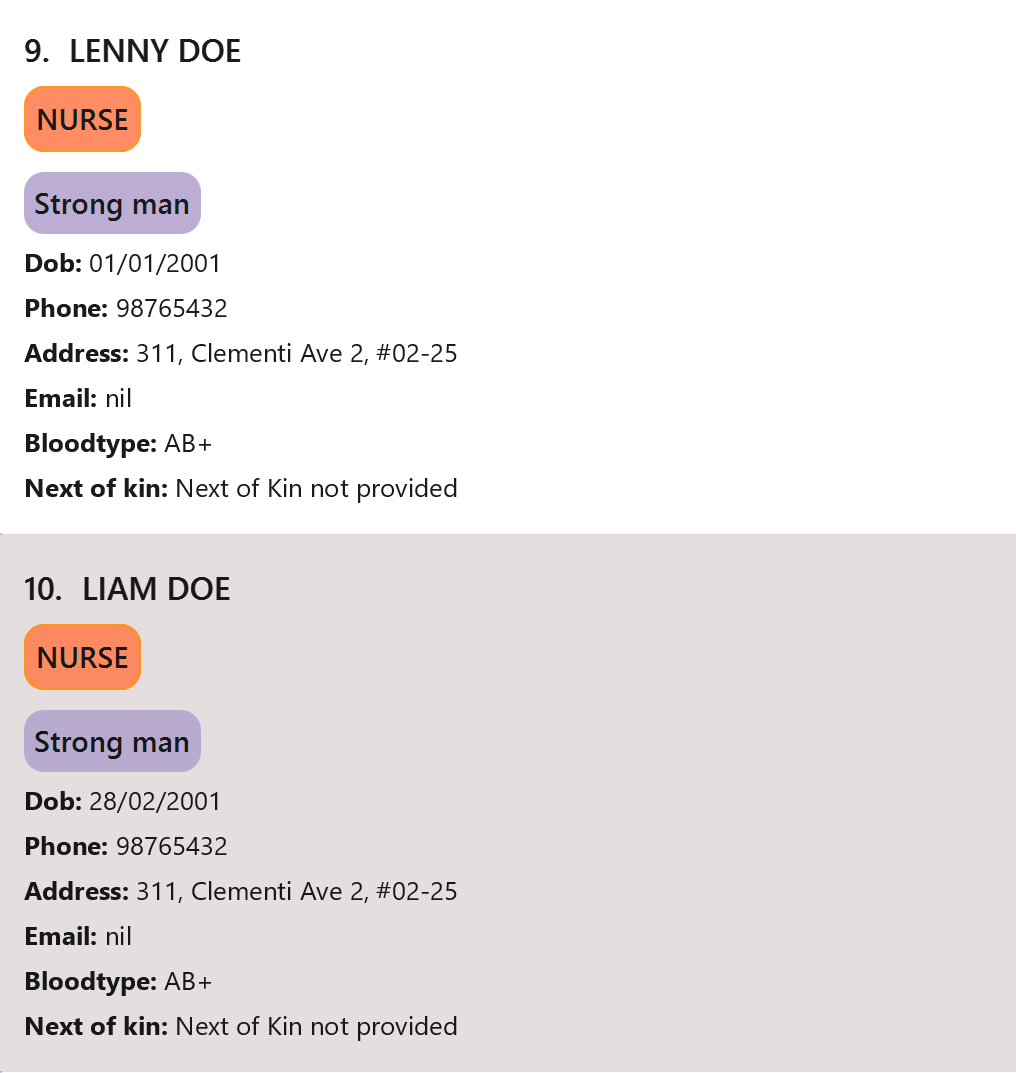 9. LENNY DOE
NURSE
Strong man
Dob: 01/01/2001
Phone: 98765432
Address: 311, Clementi Ave 2, #02-25
Email: nil
Bloodtype: AB+
Next of kin: Next of Kin not provided
10. LIAM DOE
NURSE
Strong man
Dob: 28/02/2001
Phone: 98765432
Address: 311, Clementi Ave 2, #02-25
Email: nil
Bloodtype: AB+
Next of kin: Next of Kin not provided